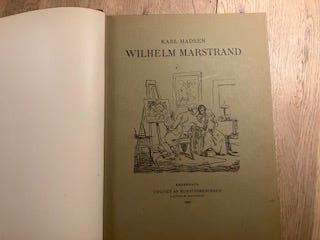 KARL MADSEN
WILHELM MARSTRAND
KØBENHAVN
UDGIVET AF KUNSTFORENINGEN